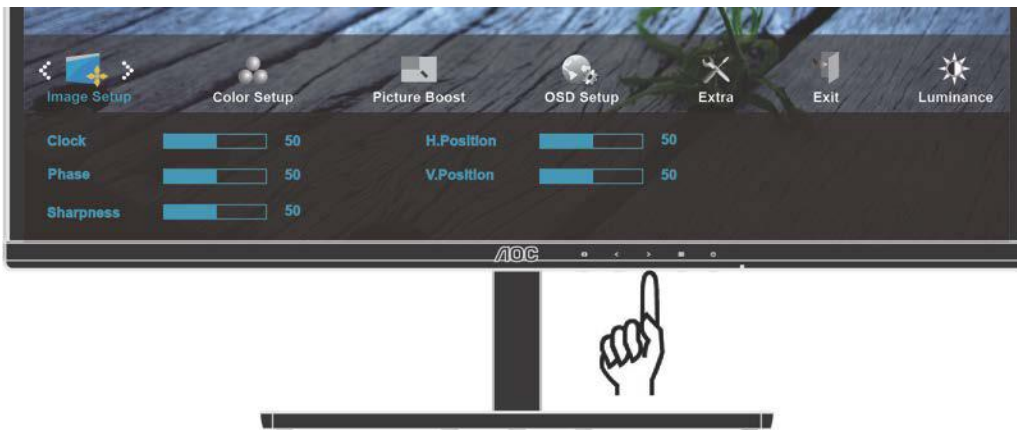 Image Setup Color Setup Picture Boost OSD Setup Extra Exit Luminance
Clock 50 H.Position 50
Phase 50 V.Position 50
Sharpness 50
AOC